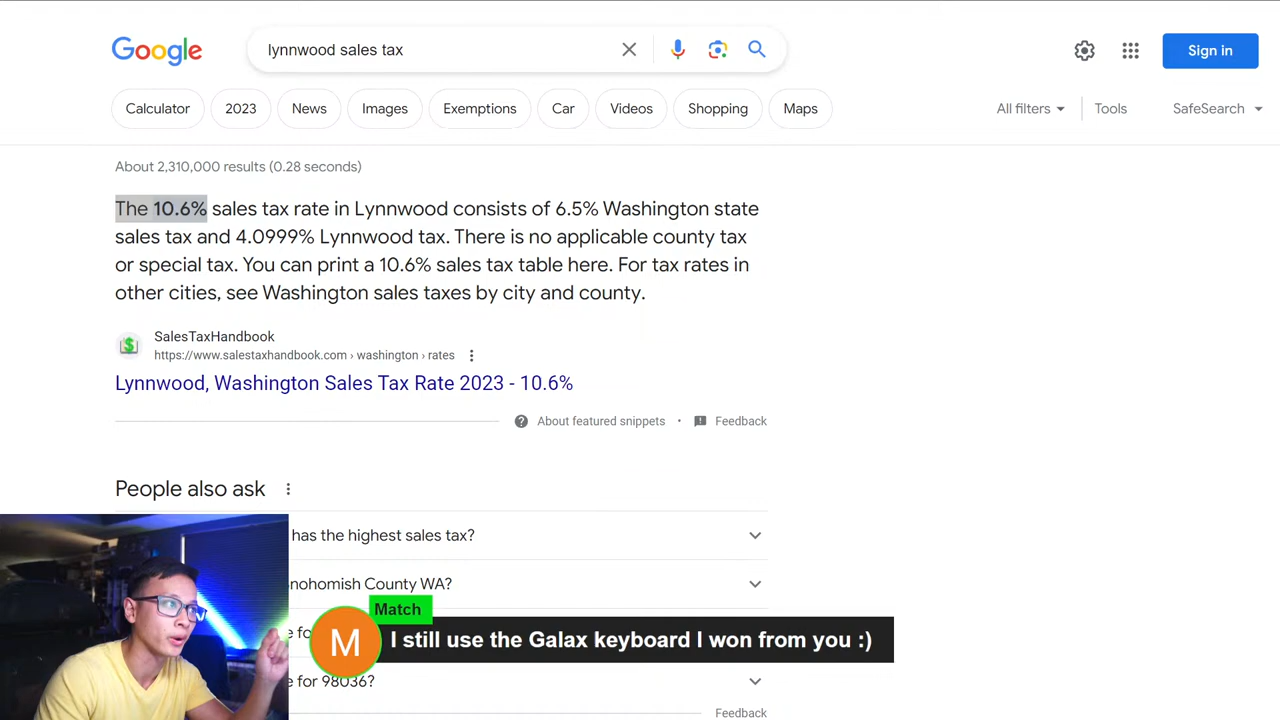 Google
lynnwood sales tax
Sign in
Calculator
2023
News
Images
Exemptions
Car
Videos
Shopping
Maps
All filters
Tools
SafeSearch
About 2,310,000 results (0.28 seconds)
The 10.6% sales tax rate in Lynnwood consists of 6.5% Washington state
sales tax and 4.0999% Lynnwood tax. There is no applicable county tax
or special tax. You can print a 10.6% sales tax table here. For tax rates in
other cities, see Washington sales taxes by city and county.
SalesTaxHandbook
https://www.salestaxhandbook.com › washington › rates
Lynnwood, Washington Sales Tax Rate 2023 - 10.6%
About featured snippets • Feedback
People also ask
has the highest sales tax?
nohomish County WA?
e fo
Match
M
I still use the Galax keyboard I won from you :)
e for 98036?
Feedback